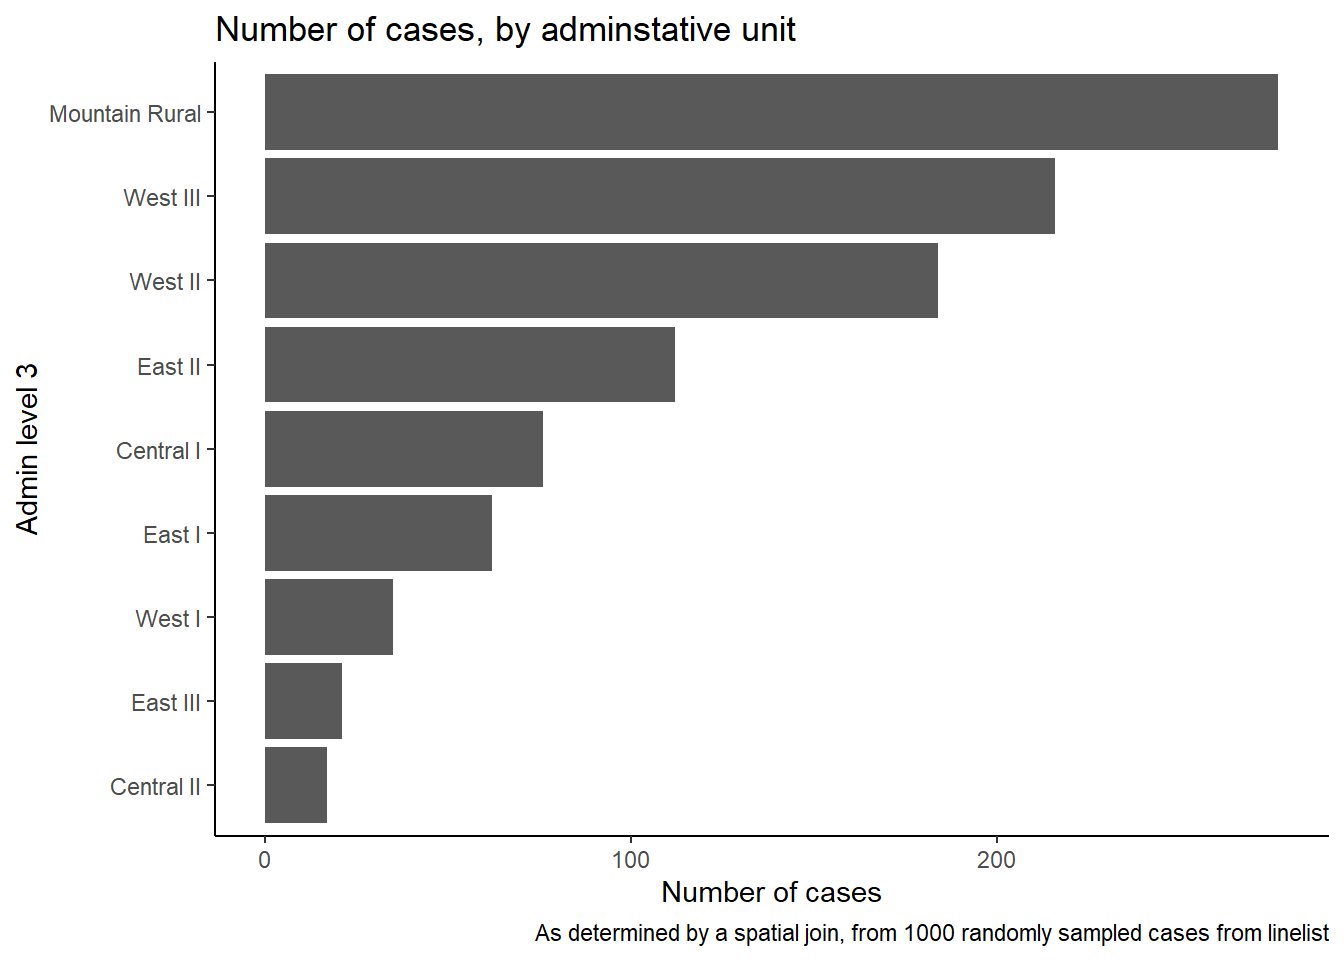 Number of cases, by adminstative unit
Admin level 3
Mountain Rural
West III
West II
East II
Central I
East I
West I
East III
Central II
0 100 200
Number of cases
As determined by a spatial join, from 1000 randomly sampled cases from linelist